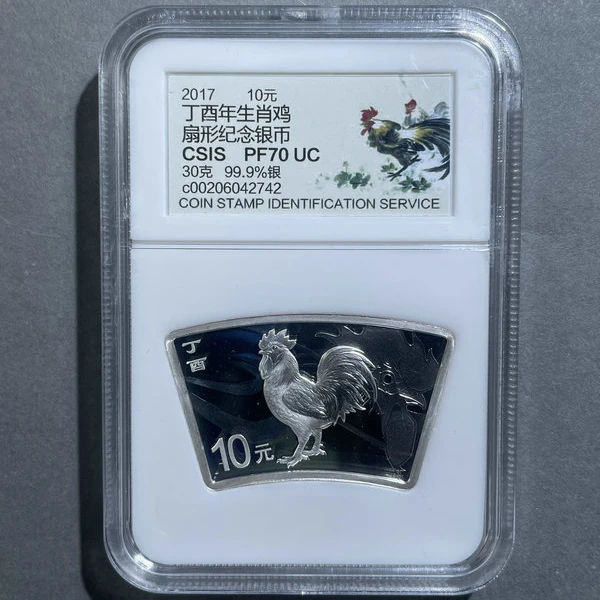 2017 10元
丁酉年生肖鸡
扇形纪念银币
CSIS PF70 UC
30克 99.9%银
c00206042742
COIN STAMP IDENTIFICATION SERVICE
丁酉
10元